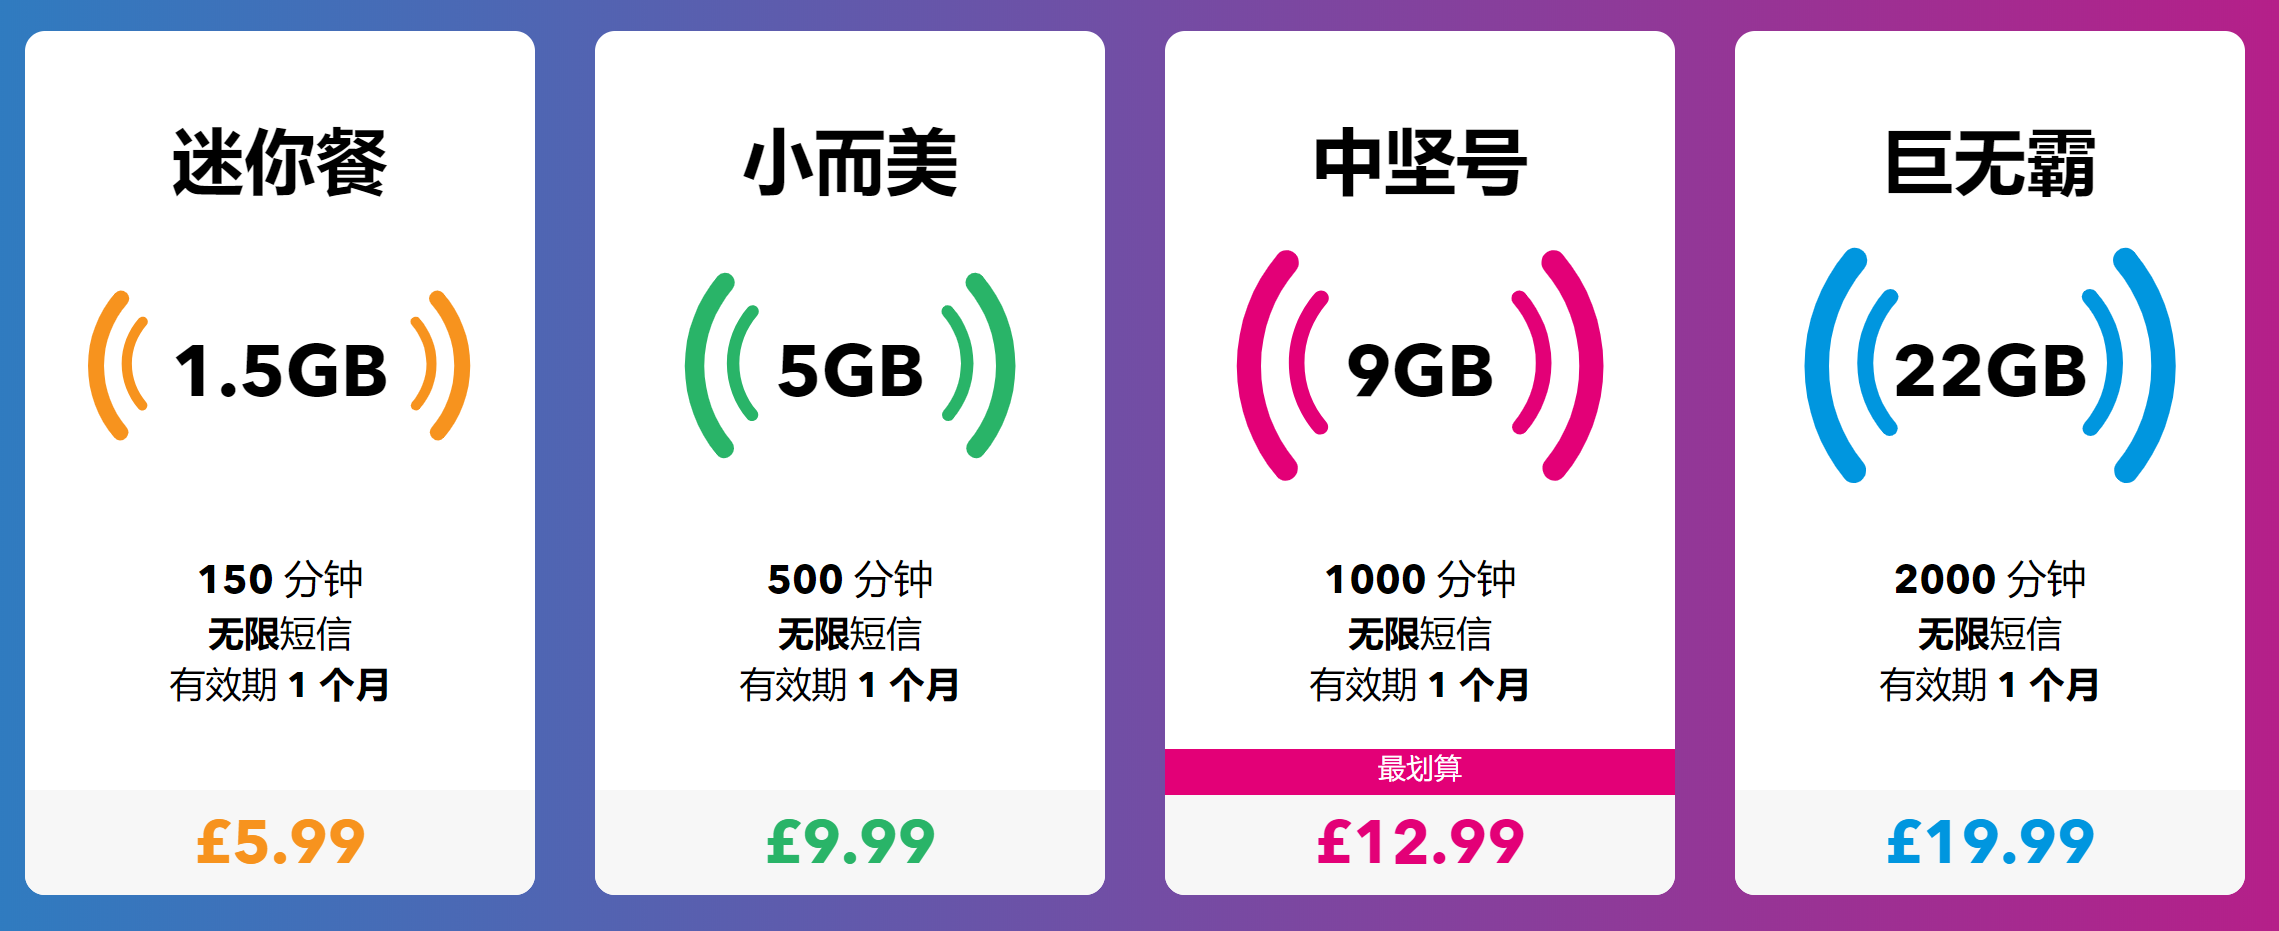 迷你餐
1.5GB
150 分钟
无限短信
有效期 1 个月
£5.99
小而美
5GB
500 分钟
无限短信
有效期 1 个月
£9.99
中坚号
9GB
1000 分钟
无限短信
有效期 1 个月
最划算
£12.99
巨无霸
22GB
2000 分钟
无限短信
有效期 1 个月
£19.99